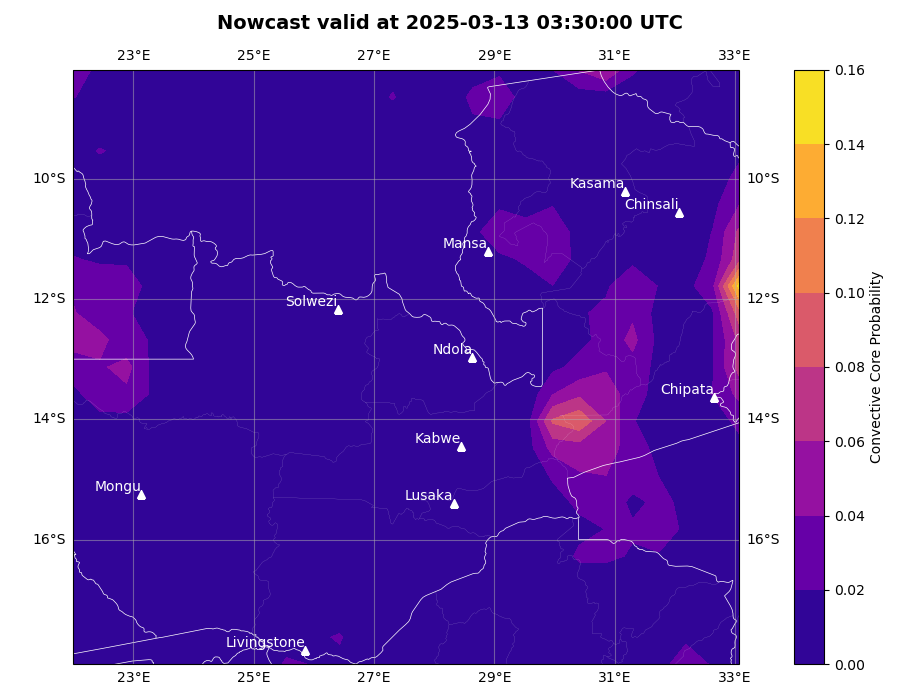 Nowcast valid at 2025-03-13 03:30:00 UTC
23°E 25°E 27°E 29°E 31°E 33°E
0.16
0.14
10°S 10°S
Kasama
Chinsali
0.12
Mansa
0.10
12°S 12°S
Solwezi
Ndola
0.08
Chipata
14°S 14°S
Kabwe
0.06
Mongu
Lusaka
0.04
16°S 16°S
0.02
Livingstone
0.00
23°E 25°E 27°E 29°E 31°E 33°E
Convective Core Probability